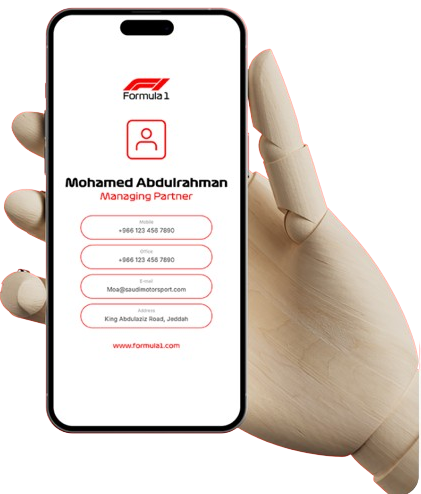 Formula 1
Mohamed Abdulrahman
Managing Partner
Mobile
+966 123 456 7890
Office
+966 123 456 7890
E-mail
Moa@saudimotorsport.com
Address
King Abdulaziz Road, Jeddah
www.formula1.com